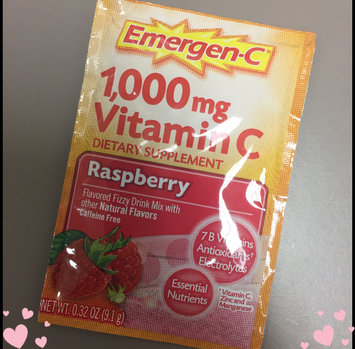 Emergen-C®
1,000 mg
Vitamin C
DIETARY SUPPLEMENT
Raspberry
Flavored Fizzy Drink Mix with
other Natural Flavors
Caffeine Free
7 B Vitamins
Antioxidants†
Electrolytes
Essential
Nutrients
†Vitamin C,
Zinc and
Manganese
NET WT. 0.32 OZ (9.1 g)